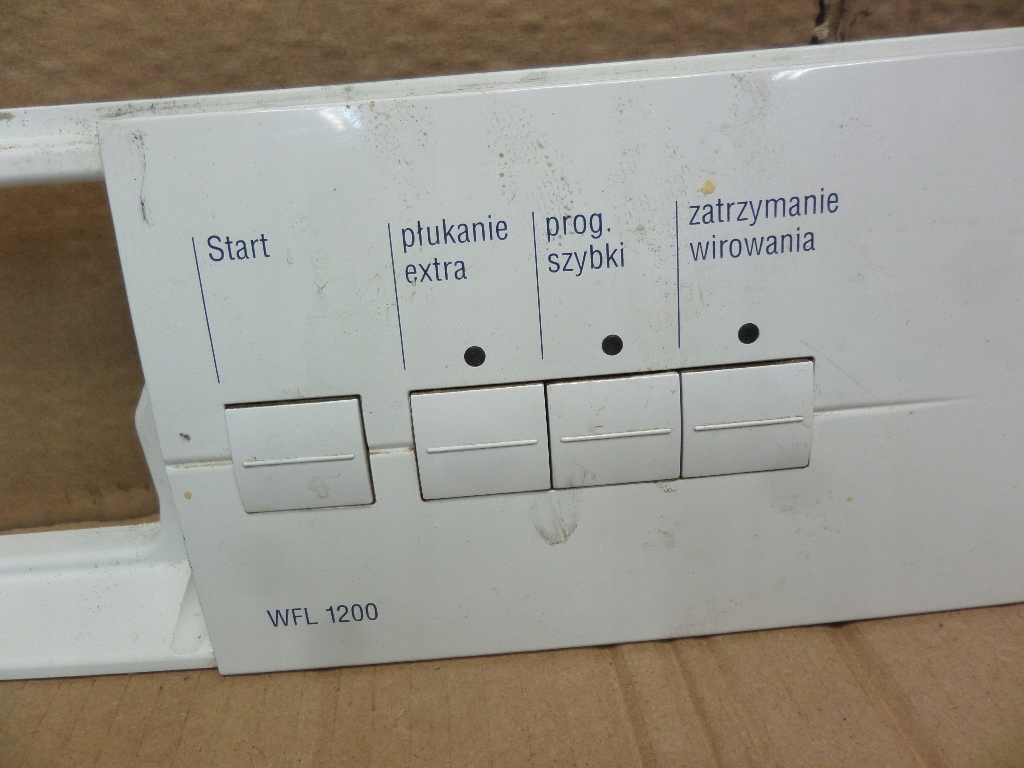 Start
płukanie
extra
prog.
szybki
zatrzymanie
wirowania
WFL 1200